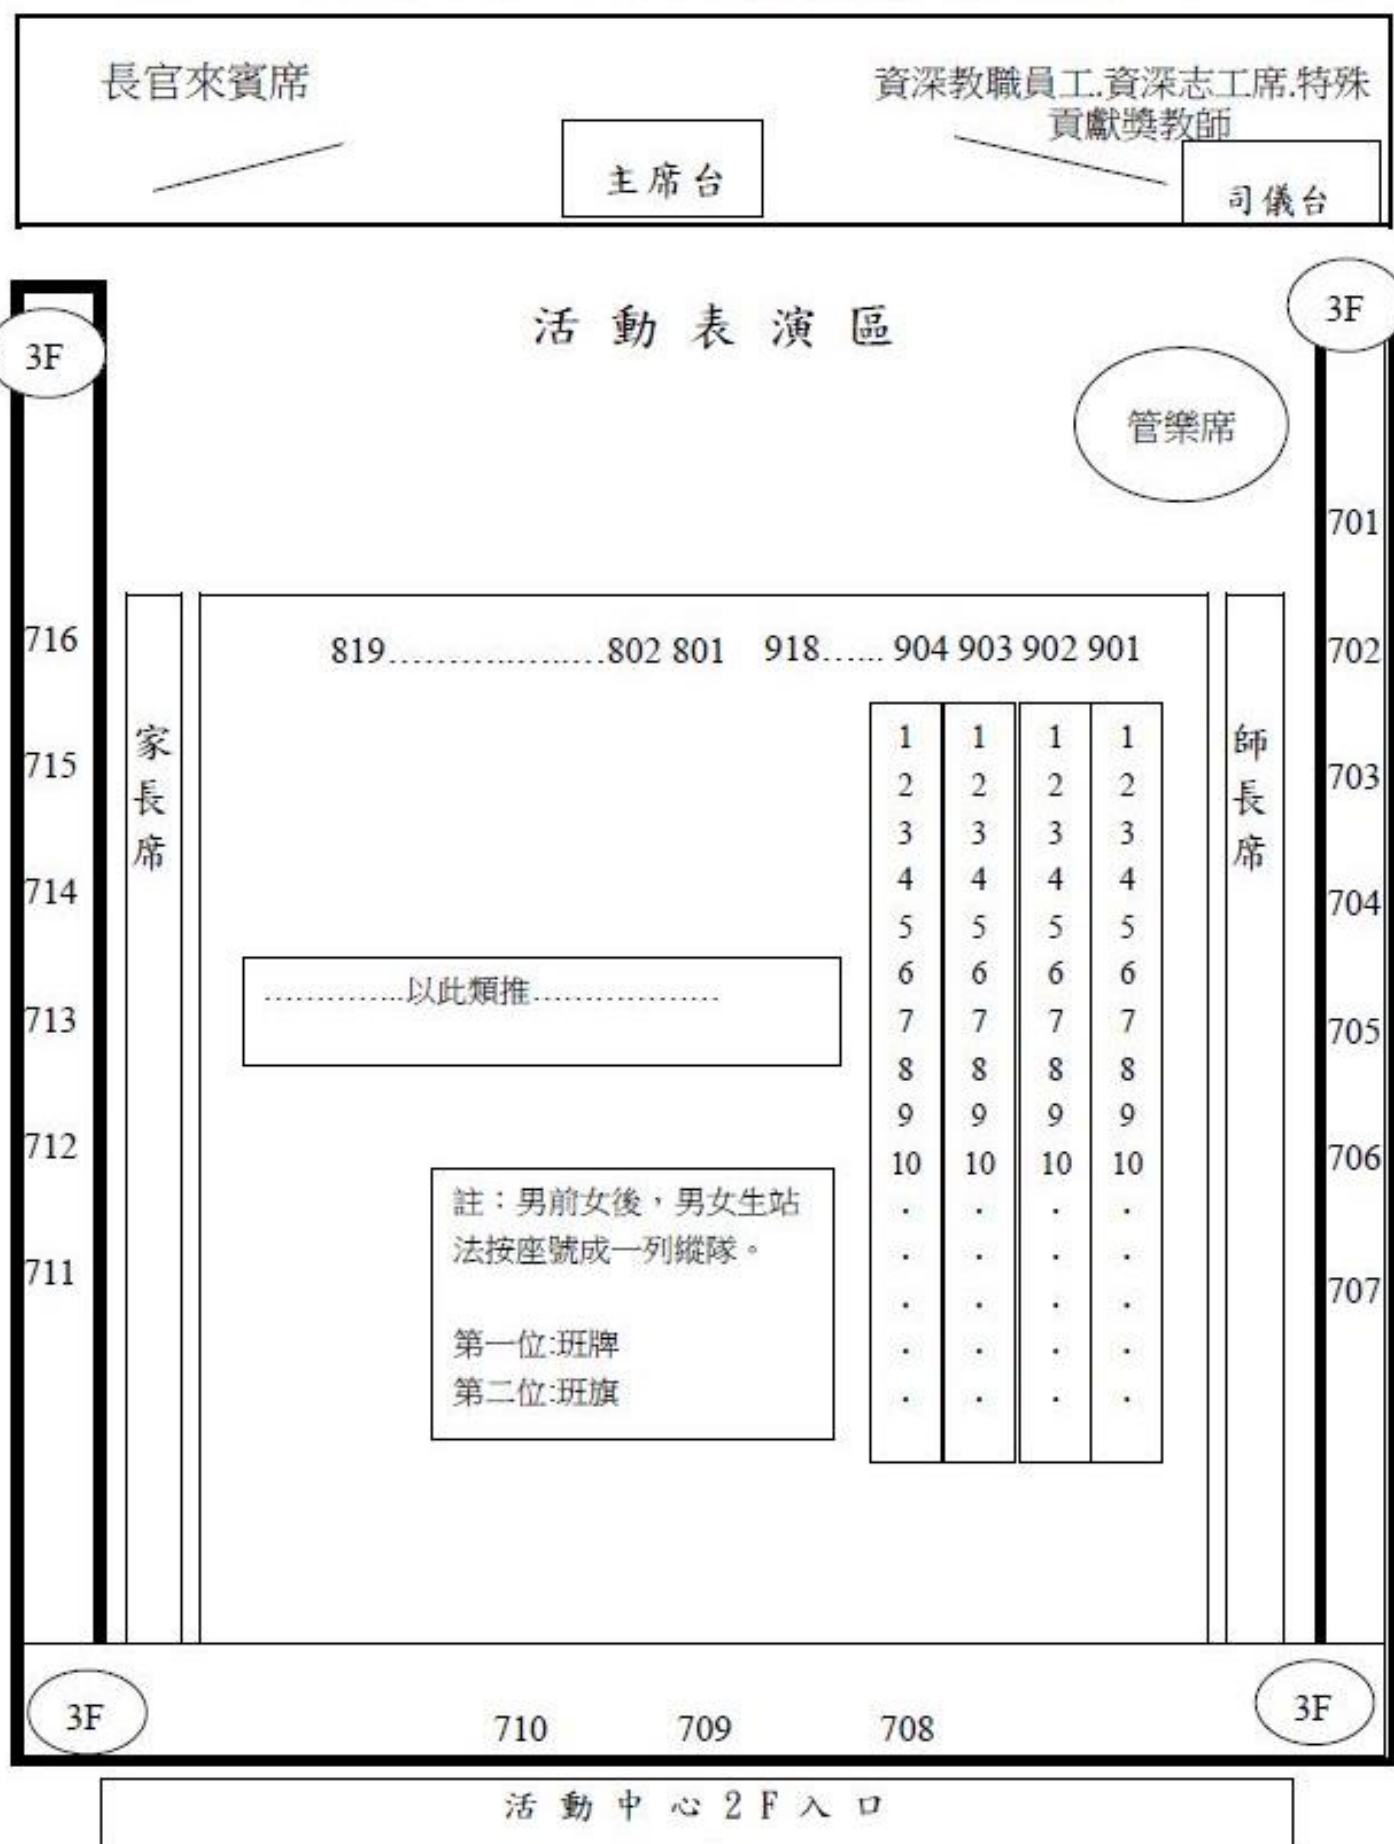 長官來賓席
資深教職員工.資深志工席.特殊
貢獻獎教師
主席台
司儀台
3F
活動表演區
3F
管樂席
701
716
702
819.....................802 801 918...... 904 903 902 901
家長席
師長席
1 1 1 1
715
703
2 2 2 2
3 3 3 3
714
704
4 4 4 4
5 5 5 5
..............以此類推..................
6 6 6 6
713
705
7 7 7 7
8 8 8 8
9 9 9 9
712
706
10 10 10 10
註：男前女後，男女生站
法按座號成一列縱隊。
. . . .
. . . .
711
707
. . . .
第一位:班牌
. . . .
第二位:班旗
. . . .
3F
710 709 708
3F
活動中心2F入口